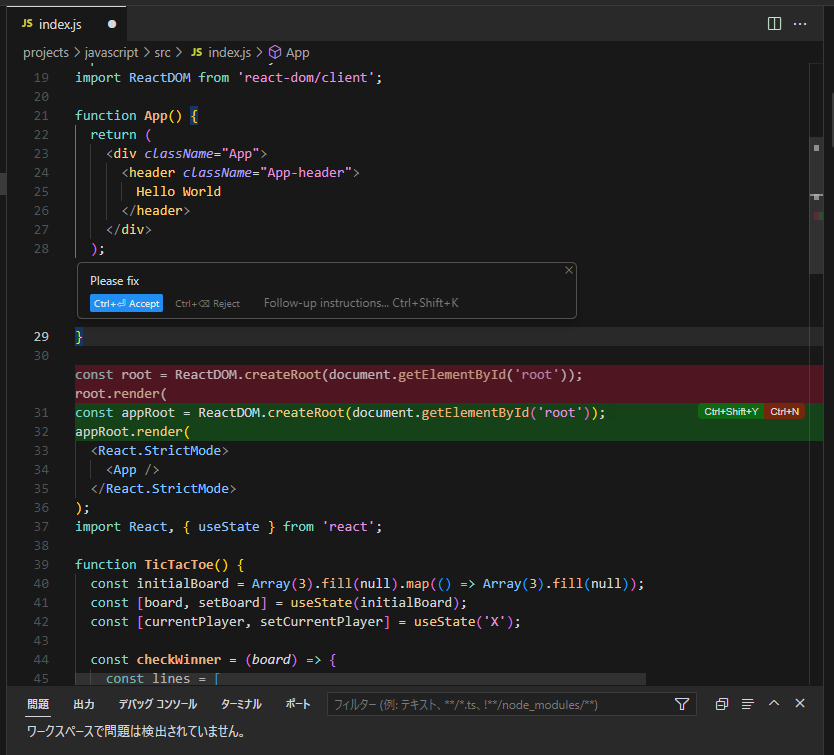 JS index.js
projects > javascript > src > JS index.js > App
19 import ReactDOM from 'react-dom/client';
20
21 function App() {
22 return (
23 <div className="App">
24 <header className="App-header">
25 Hello World
26 </header>
27 </div>
28 );
Please fix
Ctrl+⏎ Accept Ctrl+⌫ Reject Follow-up instructions... Ctrl+Shift+K
29 }
30
const root = ReactDOM.createRoot(document.getElementById('root'));
root.render(
31 const appRoot = ReactDOM.createRoot(document.getElementById('root')); Ctrl+Shift+Y Ctrl+N
32 appRoot.render(
33 <React.StrictMode>
34 <App />
35 </React.StrictMode>
36 );
37 import React, { useState } from 'react';
38
39 function TicTacToe() {
40 const initialBoard = Array(3).fill(null).map(() => Array(3).fill(null));
41 const [board, setBoard] = useState(initialBoard);
42 const [currentPlayer, setCurrentPlayer] = useState('X');
43
44 const checkWinner = (board) => {
45 const lines = [
問題 出力 デバッグ コンソール ターミナル ポート フィルター (例: テキスト、**/*.ts、!**/node_modules/**)
ワークスペースで問題は検出されていません。